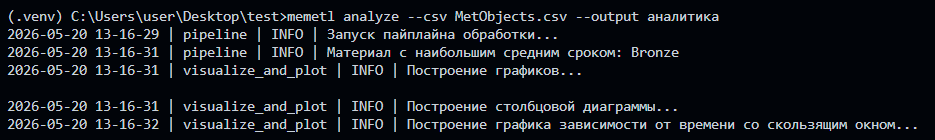 (.venv) C:\Users\user\Desktop\test>memetl analyze --csv MetObjects.csv --output аналитика
2026-05-20 13-16-29 | pipeline | INFO | Запуск пайплайна обработки...
2026-05-20 13-16-31 | pipeline | INFO | Материал с наибольшим средним сроком: Bronze
2026-05-20 13-16-31 | visualize_and_plot | INFO | Построение графиков...
2026-05-20 13-16-31 | visualize_and_plot | INFO | Построение столбцовой диаграммы...
2026-05-20 13-16-32 | visualize_and_plot | INFO | Построение графика зависимости от времени со скользящим окном...